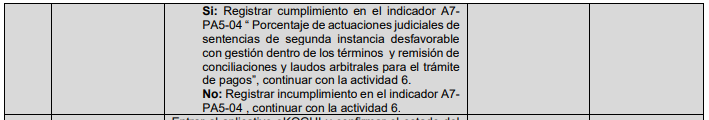 Si: Registrar cumplimiento en el indicador A7-
PA5-04 “ Porcentaje de actuaciones judiciales de
sentencias de segunda instancia desfavorable
con gestión dentro de los términos y remisión de
conciliaciones y laudos arbitrales para el trámite
de pagos”, continuar con la actividad 6.
No: Registrar incumplimiento en el indicador A7-
PA5-04 , continuar con la actividad 6.